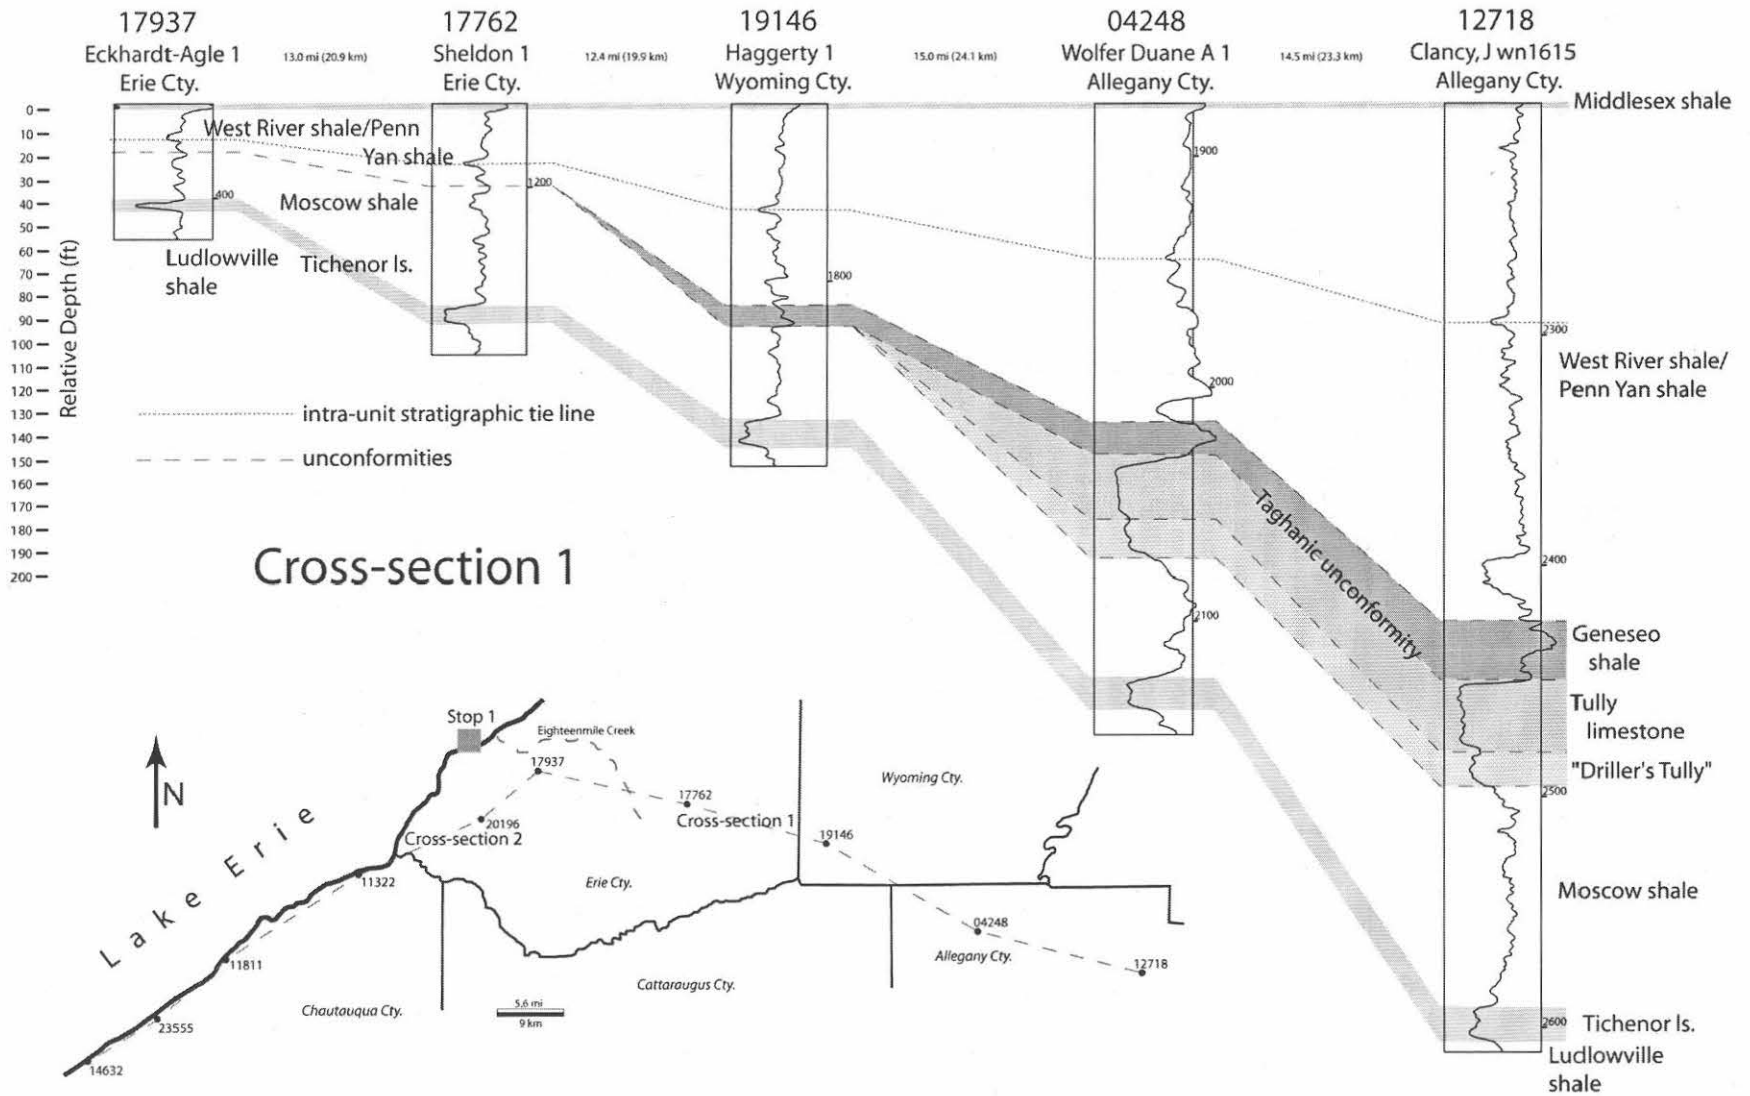 17937
Eckhardt-Agle 1
Erie Cty.
13.0 mi (20.9 km)
17762
Sheldon 1
Erie Cty.
12.4 mi (19.9 km)
19146
Haggerty 1
Wyoming Cty.
15.0 mi (24.1 km)
04248
Wolfer Duane A 1
Allegany Cty.
14.5 mi (23.3 km)
12718
Clancy, J wn1615
Allegany Cty.
Middlesex shale
Relative Depth (ft)
0
10
20
30
40
50
60
70
80
90
100
110
120
130
140
150
160
170
180
190
200
West River shale/Penn
Yan shale
Moscow shale
Ludlowville
shale
Tichenor ls.
400
1200
1800
1900
2000
2100
2300
2400
2500
2600
intra-unit stratigraphic tie line
unconformities
Cross-section 1
Taghanic unconformity
West River shale/
Penn Yan shale
Geneseo
shale
Tully
limestone
"Driller's Tully"
Moscow shale
Tichenor ls.
Ludlowville
shale
N
Lake Erie
Stop 1
Eighteenmile Creek
17937
17762
Cross-section 1
20196
Cross-section 2
19146
11322
11811
23555
14632
04248
12718
Wyoming Cty.
Erie Cty.
Allegany Cty.
Cattaraugus Cty.
Chautauqua Cty.
5.6 mi
9 km